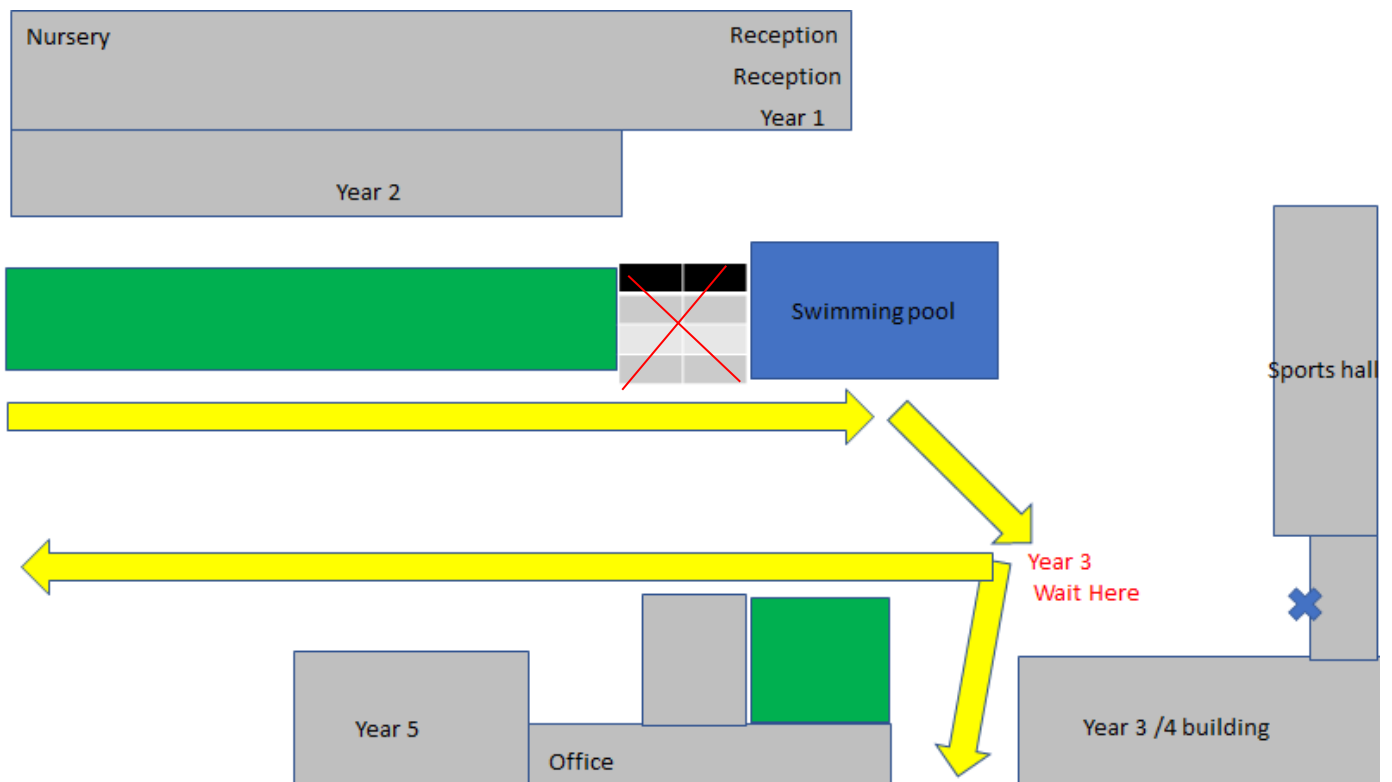 Nursery
Reception
Reception
Year 1
Year 2
Swimming pool
Sports hall
Year 3
Wait Here
Year 5
Office
Year 3 /4 building